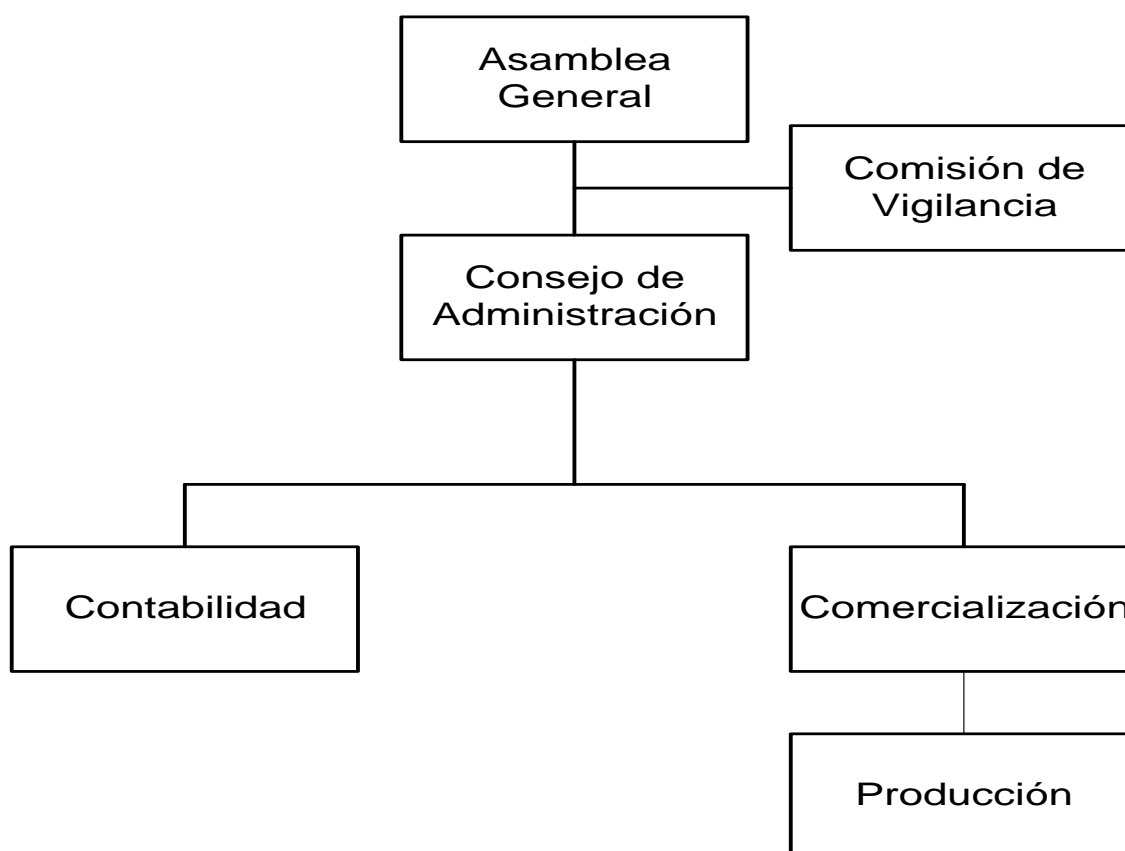 Asamblea
General
Comisión de
Vigilancia
Consejo de
Administración
Contabilidad
Comercialización
Producción